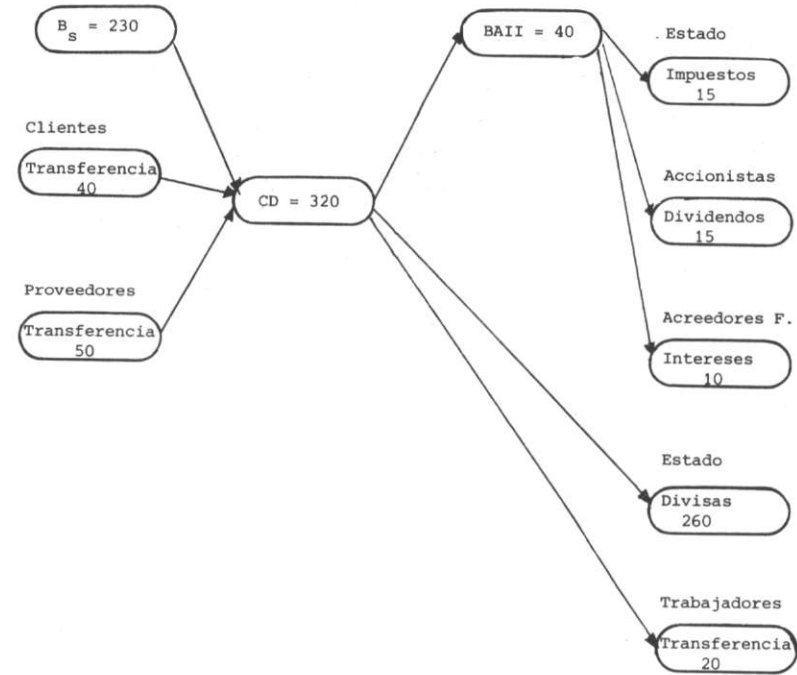 B_s = 230
Clientes
Transferencia
40
Proveedores
Transferencia
50
CD = 320
BAII = 40
. Estado
Impuestos
15
Accionistas
Dividendos
15
Acreedores F.
Intereses
10
Estado
Divisas
260
Trabajadores
Transferencia
20